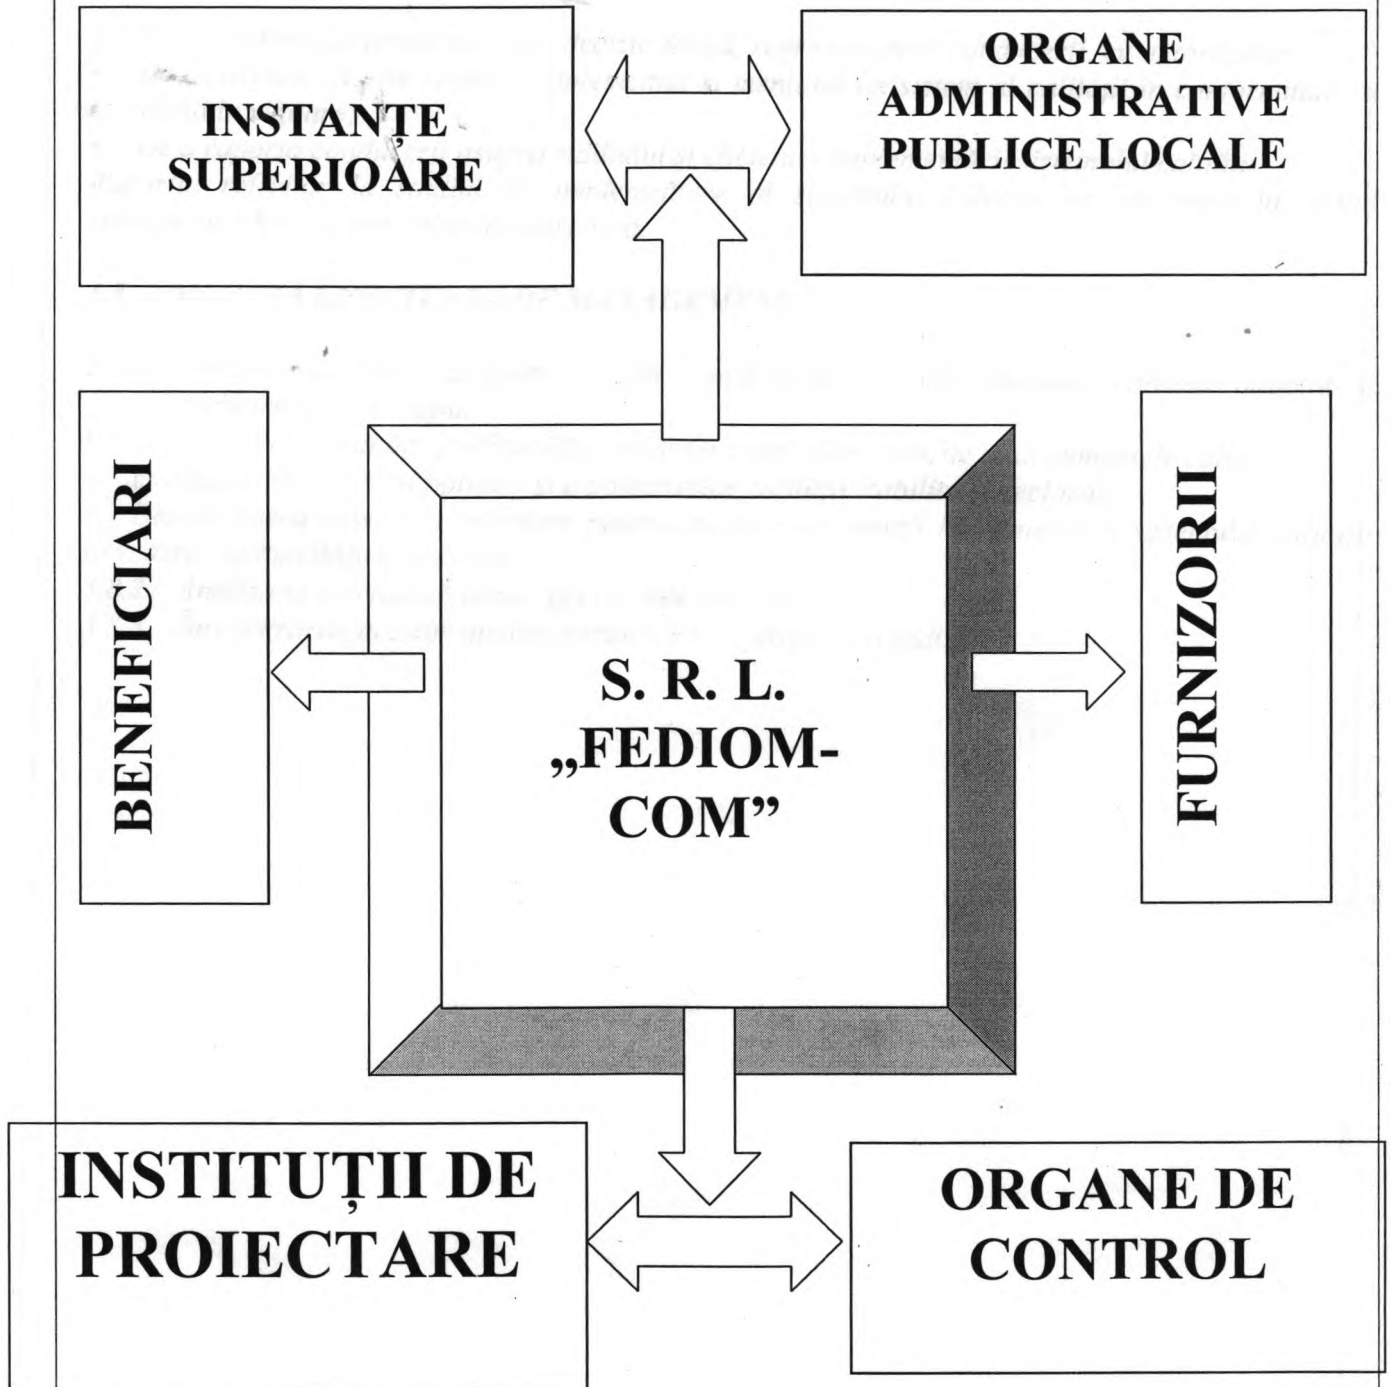 INSTANȚE
SUPERIOARE
ORGANE
ADMINISTRATIVE
PUBLICE LOCALE
BENEFICIARI
S. R. L.
„FEDIOM-
COM”
FURNIZORII
INSTITUȚII DE
PROIECTARE
ORGANE DE
CONTROL